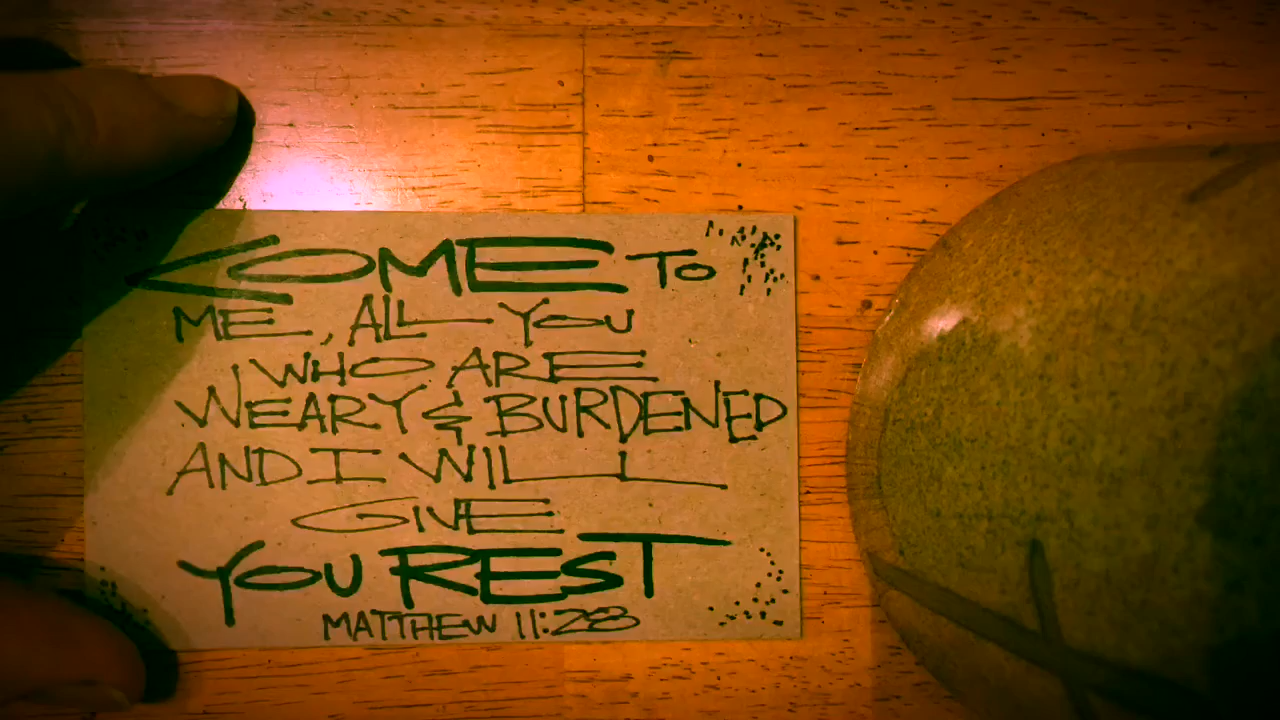 COME TO
ME, ALL YOU
WHO ARE
WEARY & BURDENED
AND I WILL
GIVE
YOU REST
MATTHEW 11:28